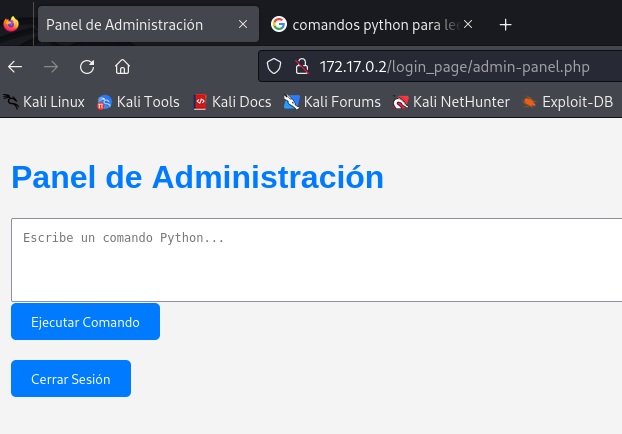 Panel de Administración
comandos python para le
172.17.0.2/login_page/admin-panel.php
Kali Linux Kali Tools Kali Docs Kali Forums Kali NetHunter Exploit-DB
Panel de Administración
Escribe un comando Python...
Ejecutar Comando
Cerrar Sesión